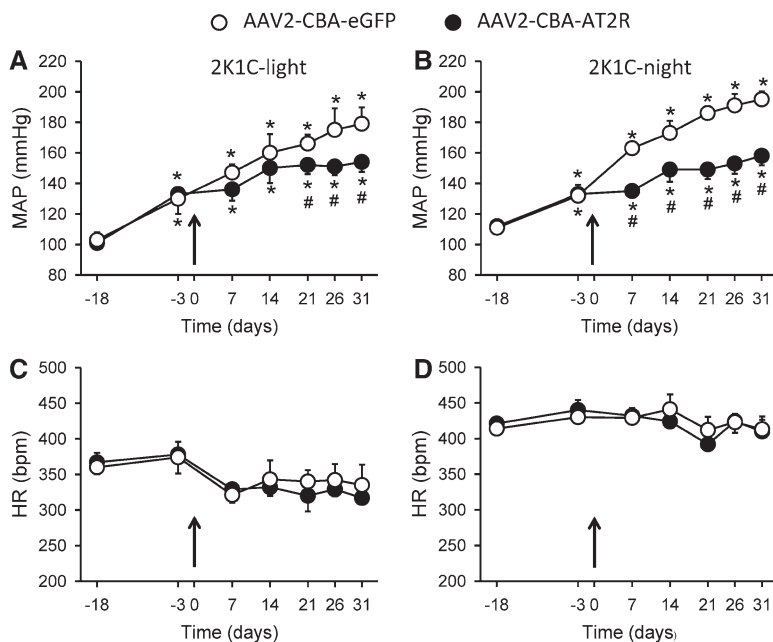 AAV2-CBA-eGFP AAV2-CBA-AT2R
A 2K1C-light
MAP (mmHg)
220
200
180
160
140
120
100
80
* * * * * * *
* * * * * *
# # #
-18 -3 0 7 14 21 26 31
Time (days)
B 2K1C-night
MAP (mmHg)
220
200
180
160
140
120
100
80
* * * * * * *
* * * * * * *
# # # # # #
-18 -3 0 7 14 21 26 31
Time (days)
C
HR (bpm)
500
450
400
350
300
250
200
-18 -3 0 7 14 21 26 31
Time (days)
D
HR (bpm)
500
450
400
350
300
250
200
-18 -3 0 7 14 21 26 31
Time (days)